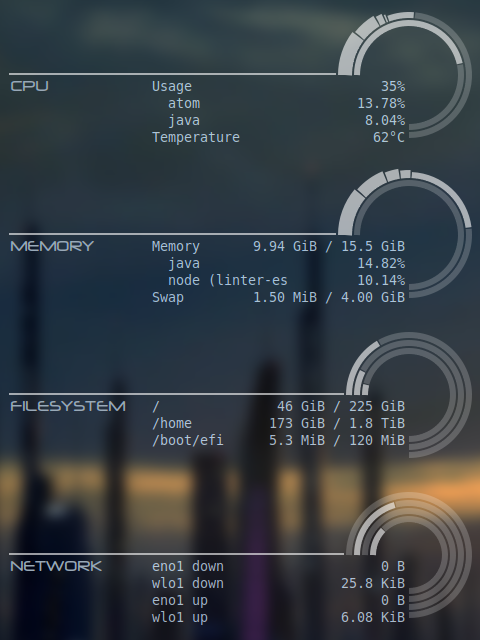 CPU Usage 35%
atom 13.78%
java 8.04%
Temperature 62°C
MEMORY Memory 9.94 GiB / 15.5 GiB
java 14.82%
node (linter-es 10.14%
Swap 1.50 MiB / 4.00 GiB
FILESYSTEM / 46 GiB / 225 GiB
/home 173 GiB / 1.8 TiB
/boot/efi 5.3 MiB / 120 MiB
NETWORK eno1 down 0 B
wlo1 down 25.8 KiB
eno1 up 0 B
wlo1 up 6.08 KiB